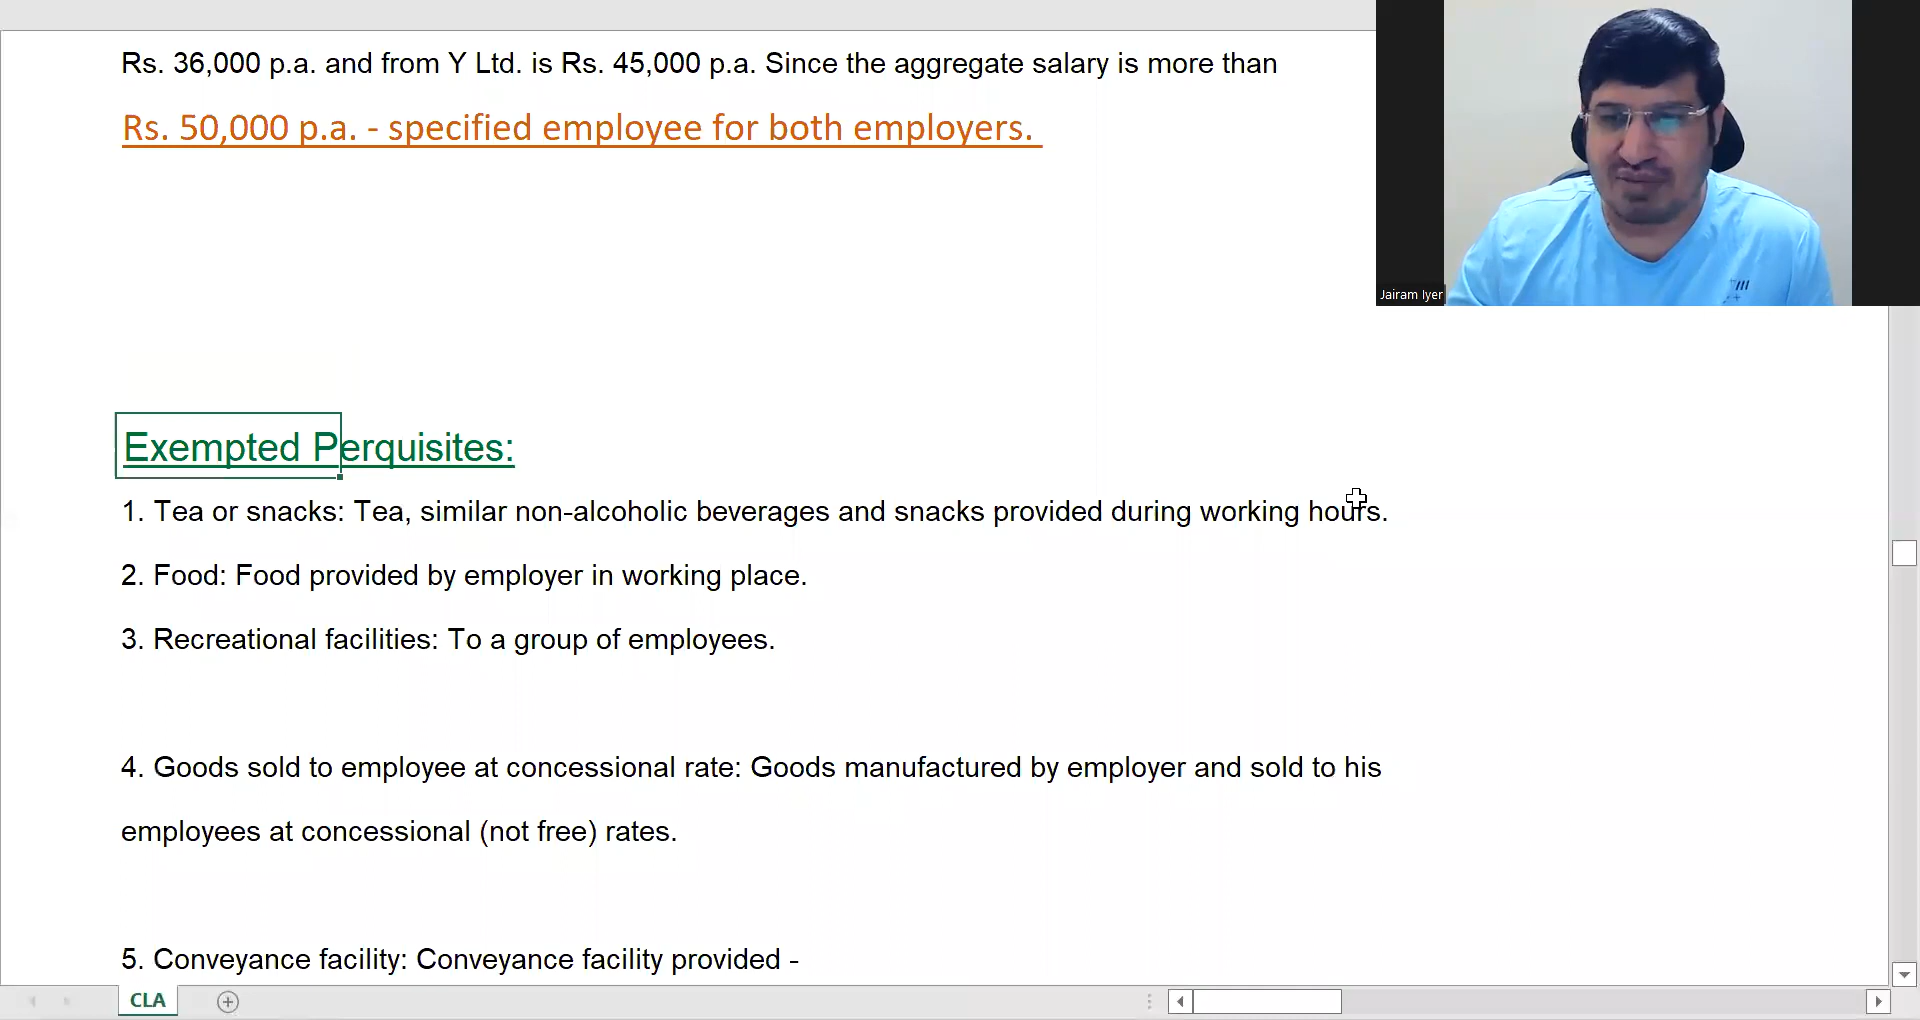 Rs. 36,000 p.a. and from Y Ltd. is Rs. 45,000 p.a. Since the aggregate salary is more than
Rs. 50,000 p.a. - specified employee for both employers.
Jairam Iyer
Exempted Perquisites:
1. Tea or snacks: Tea, similar non-alcoholic beverages and snacks provided during working hours.
2. Food: Food provided by employer in working place.
3. Recreational facilities: To a group of employees.
4. Goods sold to employee at concessional rate: Goods manufactured by employer and sold to his
employees at concessional (not free) rates.
5. Conveyance facility: Conveyance facility provided -
CLA